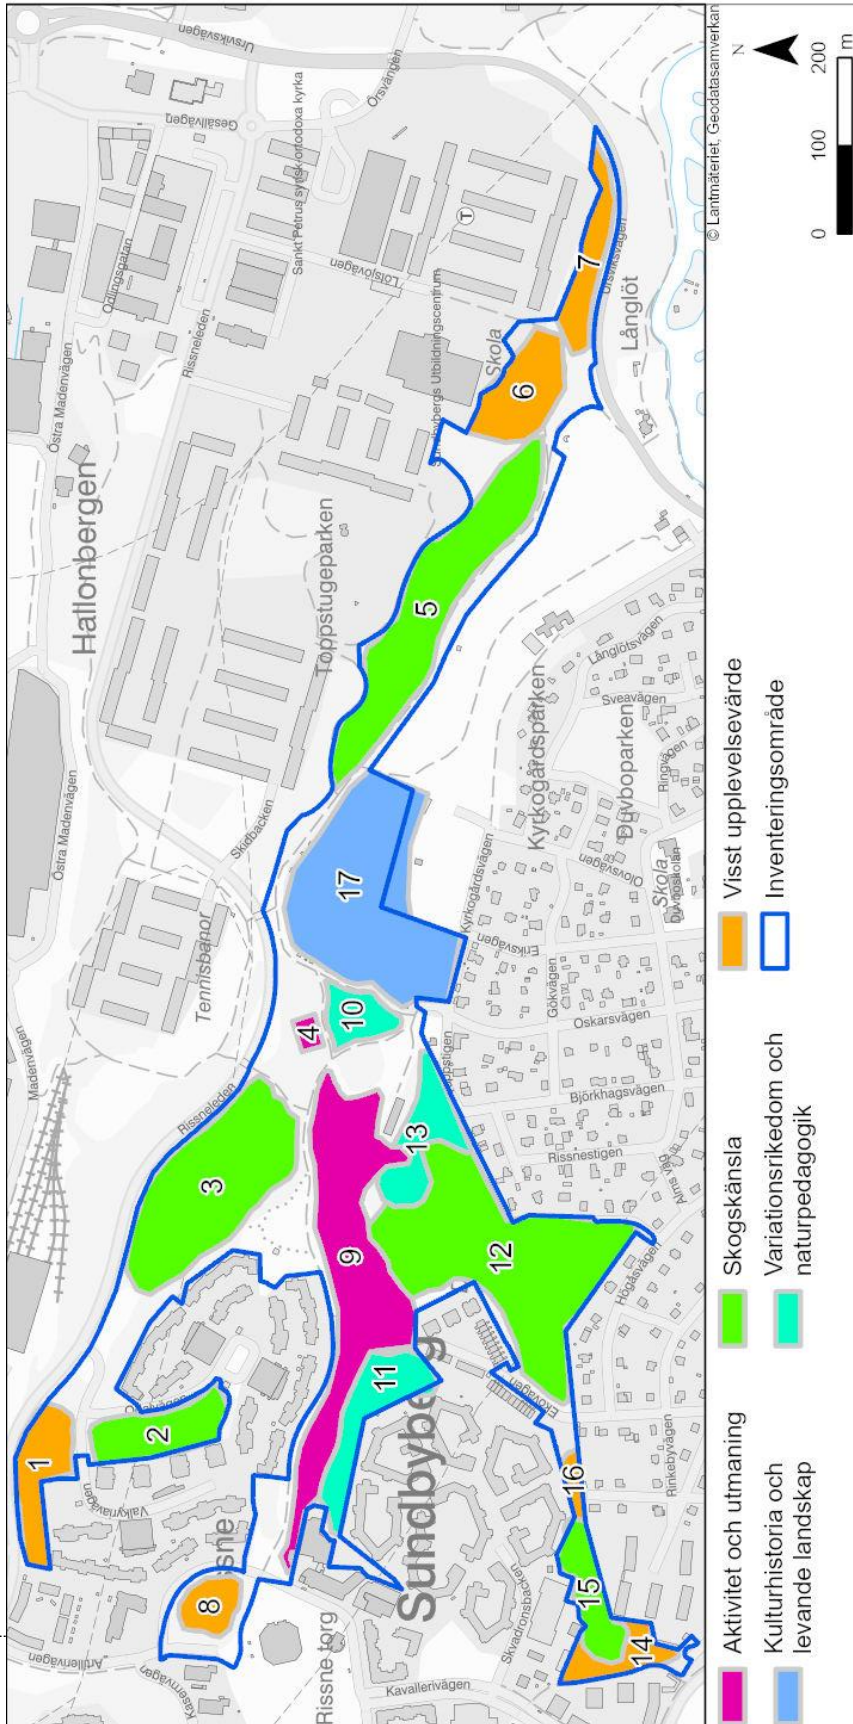 Ursviksvägen
Örsvängen
Gesällvägen
Sankt Petrus syrisk-ortodoxa kyrka
Odlingsgatan
Östra Madenvägen
Rissneleden
Lötsjövägen
T
Ursviksvägen
Långlöt
7
Skola
6
Sundbybergs Utbildningscentrum
Hallonbergen
Toppstugeparken
5
Långlötsvägen
Sveavägen
Kyrkogårdsparken
Duvboparken
Ringvägen
Olovsvägen
Skola
Duvboskolan
Östra Madenvägen
Skidbacken
Tennisbanor
17
Kyrkogårdsvägen
Eriksvägen
Gökvägen
Oskarsvägen
Madenvägen
Rissneleden
4
10
Björkhagsvägen
13
Rissnestigen
Alms väg
3
9
12
Högåsvägen
1
2
11
Ekovägen
Sundbyberg
Valkyriavägen
16
Rinkebyvägen
8
15
14
Artillerivägen
Kasernvägen
Rissne torg
Skvadronsbacken
Kavallerivägen
© Lantmäteriet, Geodatasamverkan
N
0 100 200
m
Aktivitet och utmaning
Kulturhistoria och
levande landskap
Skogskänsla
Variationsrikedom och
naturpedagogik
Visst upplevelsevärde
Inventeringsområde